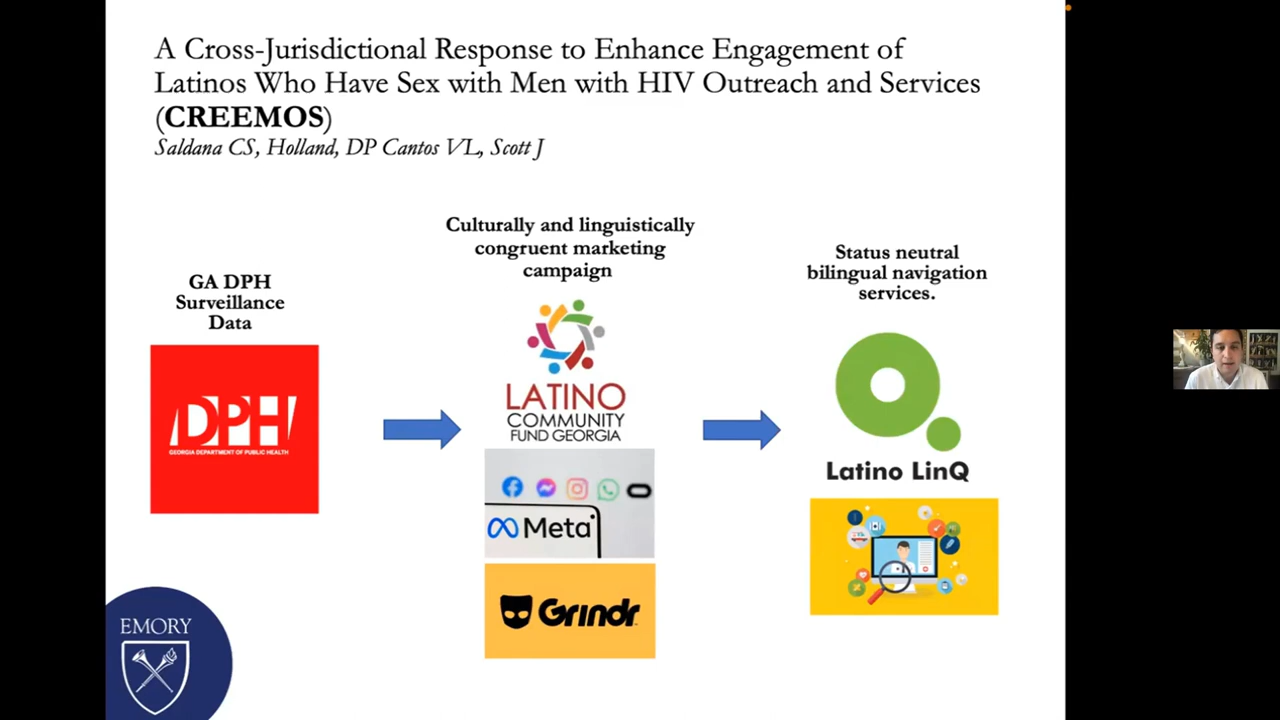 A Cross-Jurisdictional Response to Enhance Engagement of
Latinos Who Have Sex with Men with HIV Outreach and Services
(CREEMOS)
Saldana CS, Holland, DP Cantos VL, Scott J
GA DPH
Surveillance
Data
DPH
GEORGIA DEPARTMENT OF PUBLIC HEALTH
Culturally and linguistically
congruent marketing
campaign
LATINO
COMMUNITY
FUND GEORGIA
Meta
Grindr
Status neutral
bilingual navigation
services.
Latino LinQ
EMORY